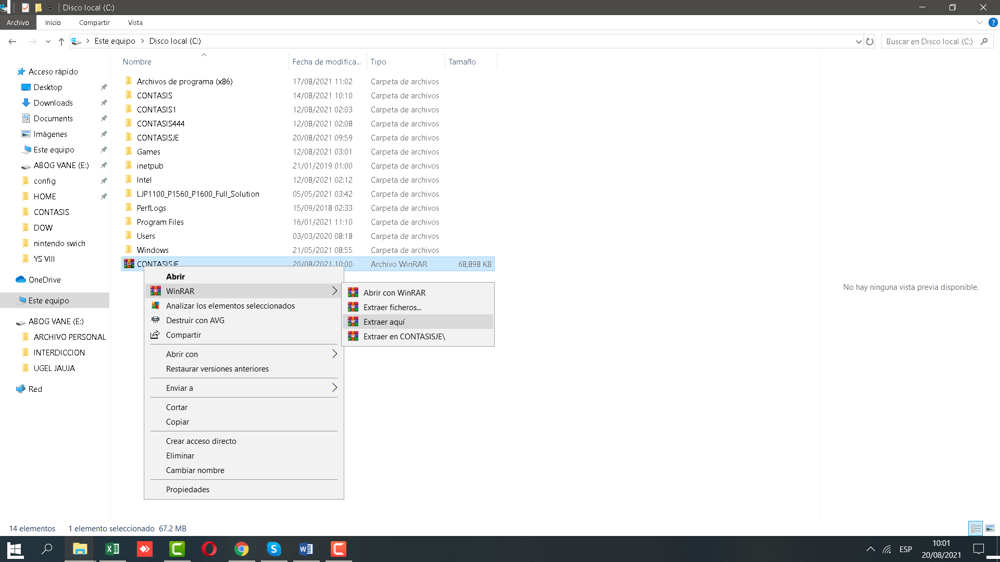 Disco local (C:)
Archivo Inicio Compartir Vista
Este equipo Disco local (C:) Buscar en Disco local (C:)
Nombre Fecha de modifica... Tipo Tamaño
Acceso rápido
Desktop
Downloads
Documents
Imágenes
Este equipo
ABOG VANE (E:)
config
HOME
CONTASIS
DOW
nintendo swich
YS VIII
OneDrive
Este equipo
ABOG VANE (E:)
ARCHIVO PERSONAL
INTERDICCION
UGEL JAUJA
Red
Archivos de programa (x86) 17/08/2021 11:02 Carpeta de archivos
CONTASIS 14/08/2021 10:10 Carpeta de archivos
CONTASIS1 12/08/2021 02:03 Carpeta de archivos
CONTASIS444 12/08/2021 02:08 Carpeta de archivos
CONTASISJE 20/08/2021 09:59 Carpeta de archivos
Games 12/08/2021 03:01 Carpeta de archivos
inetpub 21/01/2019 01:00 Carpeta de archivos
Intel 12/08/2021 02:12 Carpeta de archivos
LJP1100_P1560_P1600_Full_Solution 05/05/2021 03:42 Carpeta de archivos
PerfLogs 15/09/2018 02:33 Carpeta de archivos
Program Files 16/01/2021 11:10 Carpeta de archivos
Users 03/03/2020 08:18 Carpeta de archivos
Windows 21/05/2021 08:55 Carpeta de archivos
CONTASISJE 20/08/2021 10:00 Archivo WinRAR 68,898 KB
Abrir
WinRAR
Analizar los elementos seleccionados
Destruir con AVG
Compartir
Abrir con
Restaurar versiones anteriores
Enviar a
Cortar
Copiar
Crear acceso directo
Eliminar
Cambiar nombre
Propiedades
Abrir con WinRAR
Extraer ficheros...
Extraer aquí
Extraer en CONTASISJE\
No hay ninguna vista previa disponible.
14 elementos 1 elemento seleccionado 67.2 MB
ESP
10:01
20/08/2021